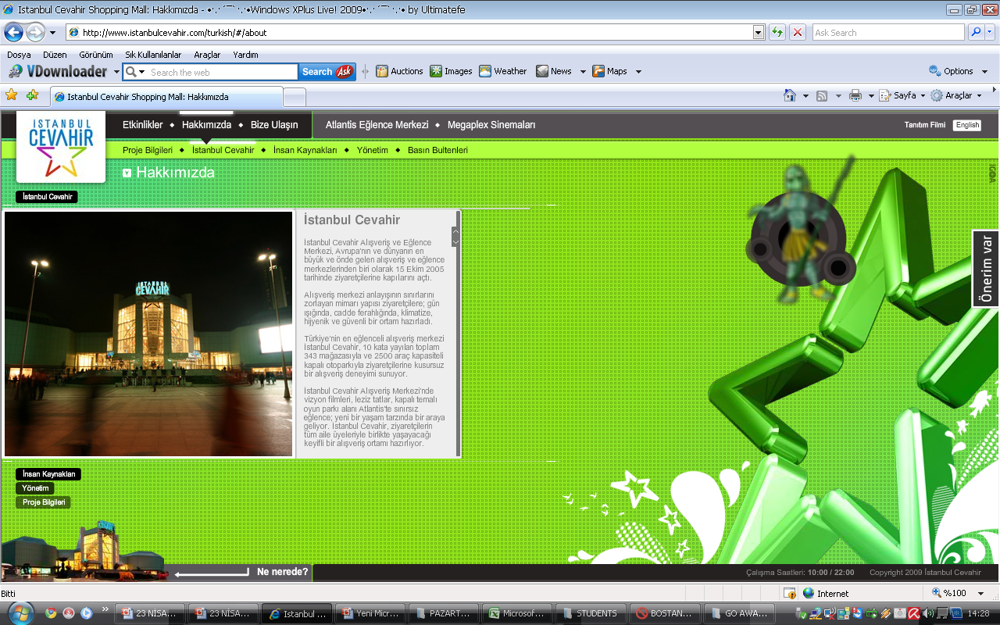 Istanbul Cevahir Shopping Mall: Hakkımızda - •·.·´¯`·.·•Windows XPlus Live! 2009•·.·´¯`·.·• by Ultimatefe
http://www.istanbulcevahir.com/turkish/#/about
Ask Search
Dosya Düzen Görünüm Sık Kullanılanlar Araçlar Yardım
VDownloader Search the web Search Ask Auctions Images Weather News Maps Options
Istanbul Cevahir Shopping Mall: Hakkımızda Sayfa Araçlar
İSTANBUL
CEVAHİR
Etkinlikler Hakkımızda Bize Ulaşın Atlantis Eğlence Merkezi Megaplex Sinemaları Tanıtım Filmi English
Proje Bilgileri İstanbul Cevahir İnsan Kaynakları Yönetim Basın Bultenleri
Hakkımızda
İstanbul Cevahir
İstanbul Cevahir
İstanbul Cevahir Alışveriş ve Eğlence
Merkezi, Avrupa'nın ve dünyanın en
büyük ve önde gelen alışveriş ve eğlence
merkezlerinden biri olarak 15 Ekim 2005
tarihinde ziyaretçilerine kapılarını açtı.
Alışveriş merkezi anlayışının sınırlarını
zorlayan mimarı yapısı ziyaretçilere; gün
ışığında, cadde ferahlığında, klimatize,
hijyenik ve güvenli bir ortam hazırladı.
Türkiye'nin en eğlenceli alışveriş merkezi
İstanbul Cevahir, 10 kata yayılan toplam
343 mağazasıyla ve 2500 araç kapasiteli
kapalı otoparkıyla ziyaretçilerine kusursuz
bir alışveriş deneyimi sunuyor.
İstanbul Cevahir Alışveriş Merkezi'nde
vizyon filmleri, leziz tatlar, kapalı temalı
oyun parkı alanı Atlantis'te sınırsız
eğlence; yeni bir yaşam tarzında bir araya
geliyor. İstanbul Cevahir, ziyaretçilerin
tüm aile üyeleriyle birlikte yaşayacağı
keyifli bir alışveriş ortamı hazırlıyor.
İSTANBUL
CEVAHİR
Önerim var
İnsan Kaynakları
Yönetim
Proje Bilgileri
Ne nerede?
Çalışma Saatleri: 10:00 / 22:00 Copyright 2009 İstanbul Cevahir
Bitti Internet %100
23 NİSA... 23 NİSA... Istanbul ... Yeni Micr... PAZART... Microsof... STUDENTS BOSTAN... GO AWA... 14:28